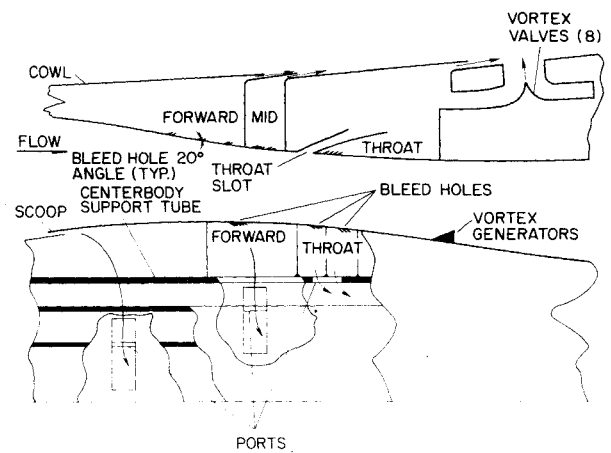 VORTEX
VALVES (8)
COWL
FORWARD
MID
FLOW
THROAT
THROAT
SLOT
BLEED HOLE 20°
ANGLE (TYP.)
CENTERBODY
SUPPORT TUBE
BLEED HOLES
SCOOP
FORWARD
THROAT
VORTEX
GENERATORS
PORTS